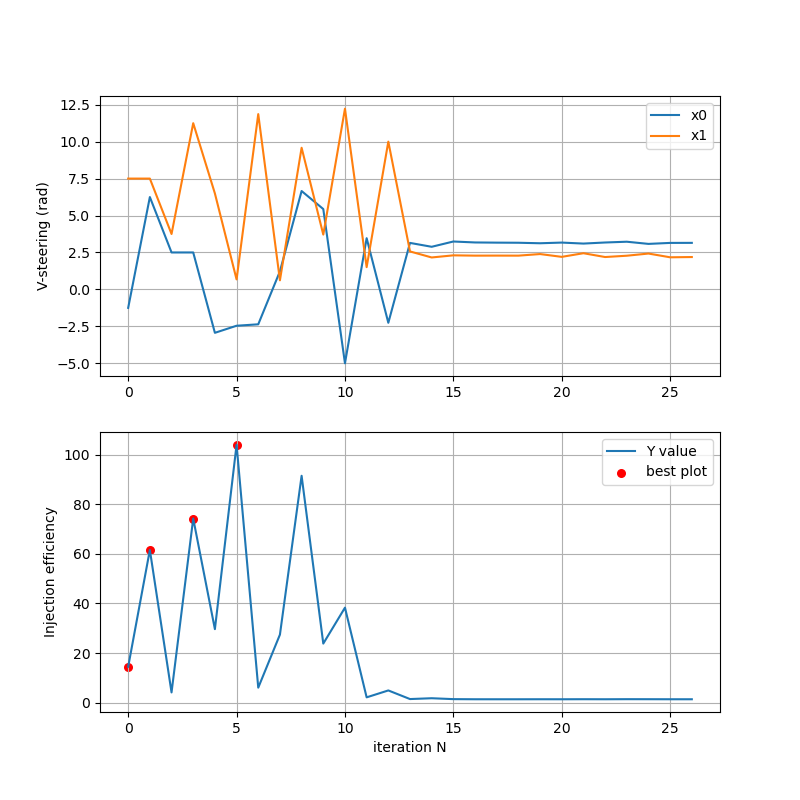 12.5
10.0
7.5
5.0
2.5
0.0
−2.5
−5.0
V-steering (rad)
x0
x1
0 5 10 15 20 25
100
80
60
40
20
0
Injection efficiency
Y value
best plot
0 5 10 15 20 25
iteration N